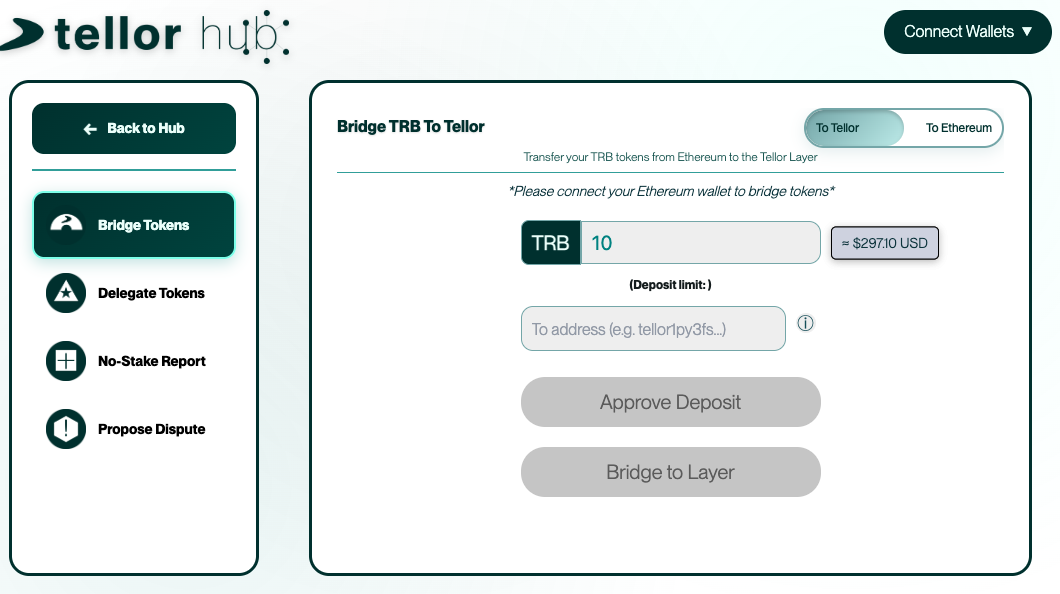 tellor hub
Connect Wallets ▼
← Back to Hub
Bridge Tokens
Delegate Tokens
No-Stake Report
Propose Dispute
Bridge TRB To Tellor
To Tellor
To Ethereum
Transfer your TRB tokens from Ethereum to the Tellor Layer
*Please connect your Ethereum wallet to bridge tokens*
TRB 10
≈ $297.10 USD
(Deposit limit: )
To address (e.g. tellor1py3fs...)
ⓘ
Approve Deposit
Bridge to Layer